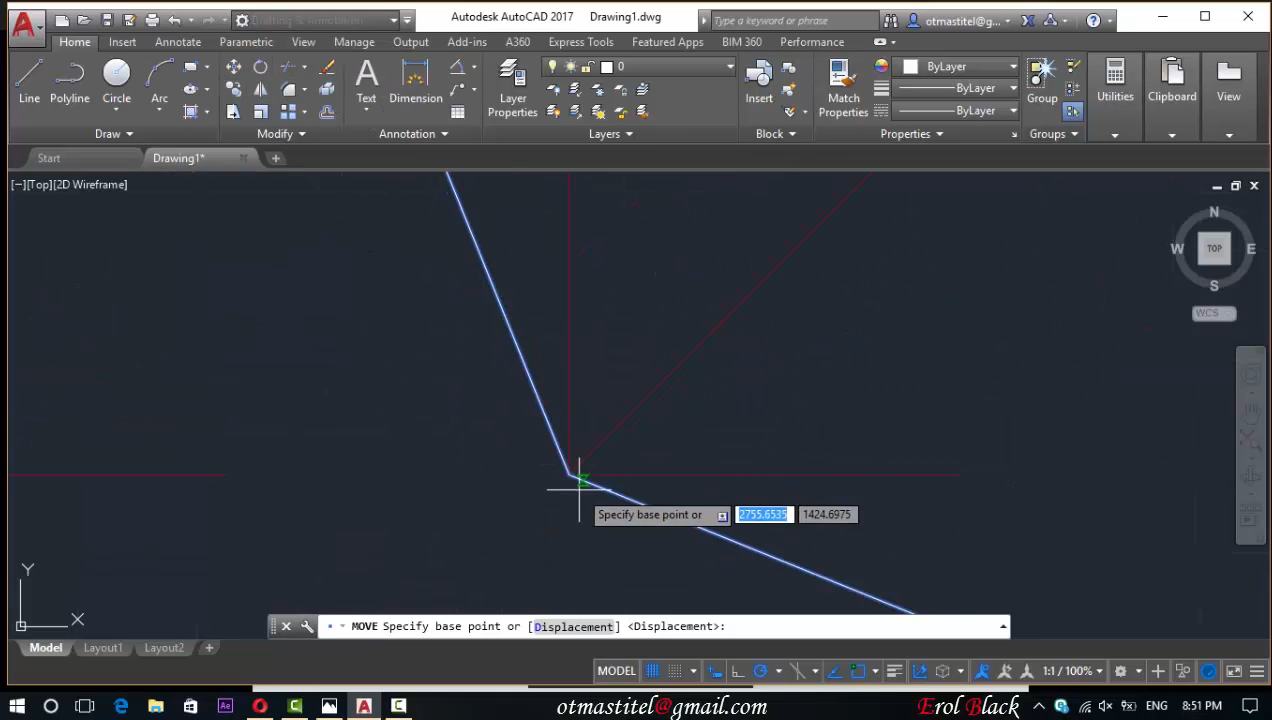 Drafting & Annotation
Autodesk AutoCAD 2017 Drawing1.dwg
Type a keyword or phrase
otmastitel@g...
Home Insert Annotate Parametric View Manage Output Add-ins A360 Express Tools Featured Apps BIM 360 Performance
0
ByLayer
Line Polyline Circle Arc
Text Dimension
Layer Properties
Insert
Match Properties
ByLayer
ByLayer
Group
Utilities
Clipboard
View
Draw Modify Annotation Layers Block Properties Groups
Start Drawing1*
[−][Top][2D Wireframe]
N
W TOP E
S
WCS
Specify base point or 2755.6535 1424.6975
Y
X
MOVE Specify base point or [Displacement] <Displacement>:
Model Layout1 Layout2 +
MODEL 1:1 / 100%
otmastitel@gmail.com Erol Black
Ae
ENG 8:51 PM